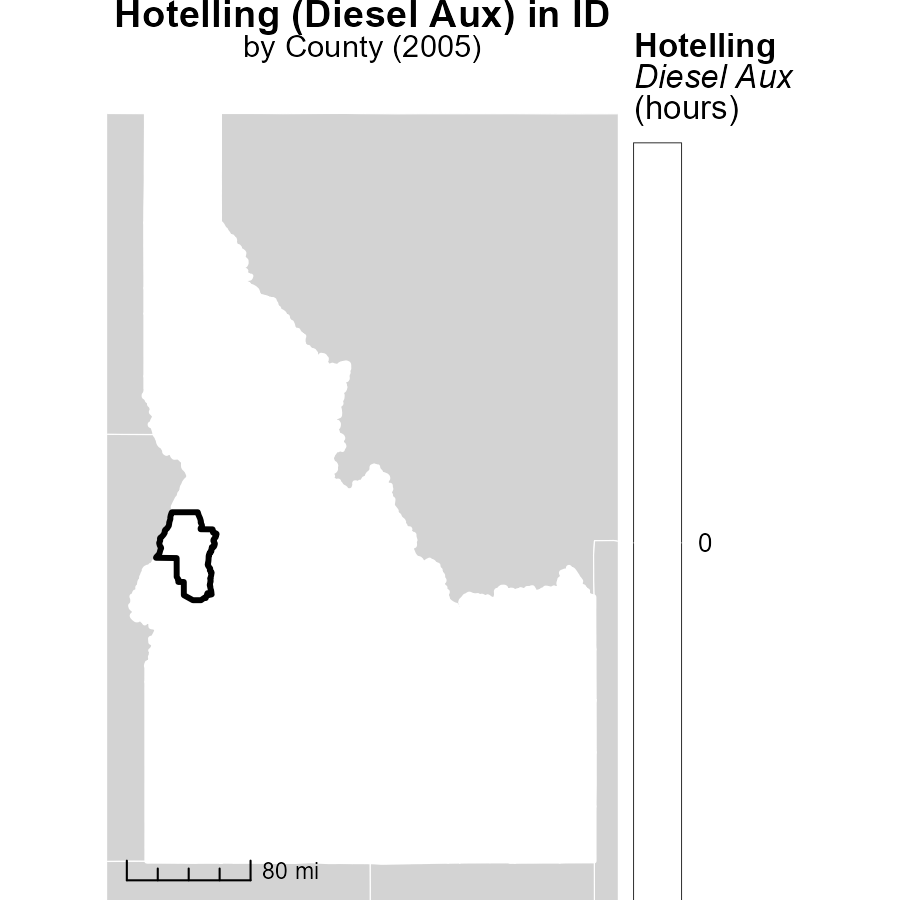 Hotelling (Diesel Aux) in ID
by County (2005)
Hotelling
Diesel Aux
(hours)
0
80 mi